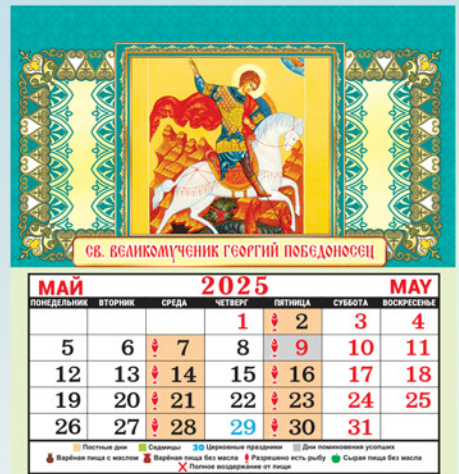 СВ. ВЕЛИКОМУЧЕНИК ГЕОРГИЙ ПОБЕДОНОСЕЦ
МАЙ 2025 MAY
ПОНЕДЕЛЬНИК ВТОРНИК СРЕДА ЧЕТВЕРГ ПЯТНИЦА СУББОТА ВОСКРЕСЕНЬЕ
1 2 3 4
5 6 7 8 9 10 11
12 13 14 15 16 17 18
19 20 21 22 23 24 25
26 27 28 29 30 31
Постные дни Седмицы 30 Церковные праздники Дни поминовения усопших
Варёная пища с маслом Варёная пища без масла Разрешено есть рыбу Сырая пища без масла
Полное воздержание от пищи